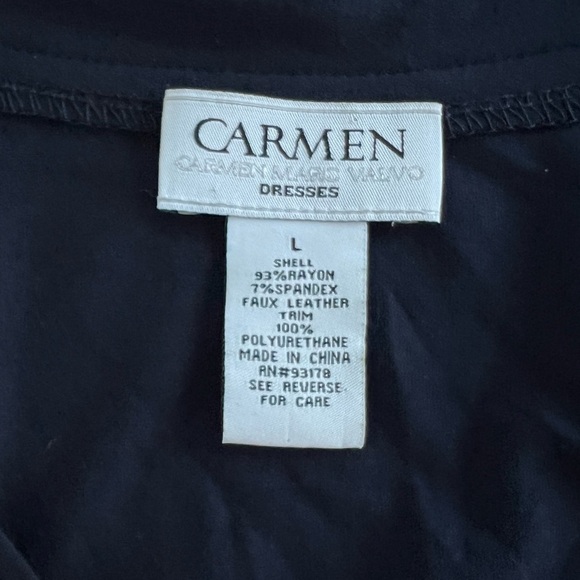 CARMEN
CARMEN MARC VALVO
DRESSES
L
SHELL
93%RAYON
7%SPANDEX
FAUX LEATHER
TRIM
100%
POLYURETHANE
MADE IN CHINA
RN#93178
SEE REVERSE
FOR CARE